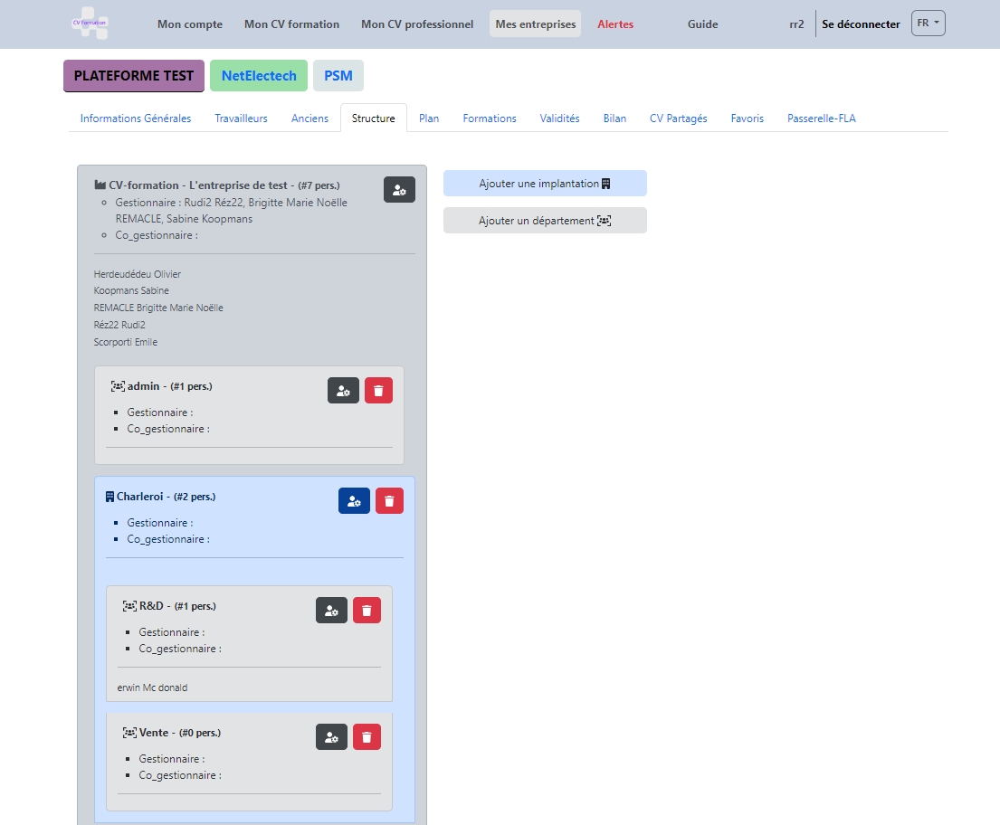 CV Formation
Mon compte
Mon CV formation
Mon CV professionnel
Mes entreprises
Alertes
Guide
rr2
Se déconnecter
FR
PLATEFORME TEST
NetElectech
PSM
Informations Générales
Travailleurs
Anciens
Structure
Plan
Formations
Validités
Bilan
CV Partagés
Favoris
Passerelle-FLA
CV-formation - L'entreprise de test - (#7 pers.)
Gestionnaire : Rudi2 Réz22, Brigitte Marie Noëlle
REMACLE, Sabine Koopmans
Co_gestionnaire :
Herdeudédeu Olivier
Koopmans Sabine
REMACLE Brigitte Marie Noëlle
Réz22 Rudi2
Scorporti Emile
admin - (#1 pers.)
Gestionnaire :
Co_gestionnaire :
Charleroi - (#2 pers.)
Gestionnaire :
Co_gestionnaire :
R&D - (#1 pers.)
Gestionnaire :
Co_gestionnaire :
erwin Mc donald
Vente - (#0 pers.)
Gestionnaire :
Co_gestionnaire :
Ajouter une implantation
Ajouter un département